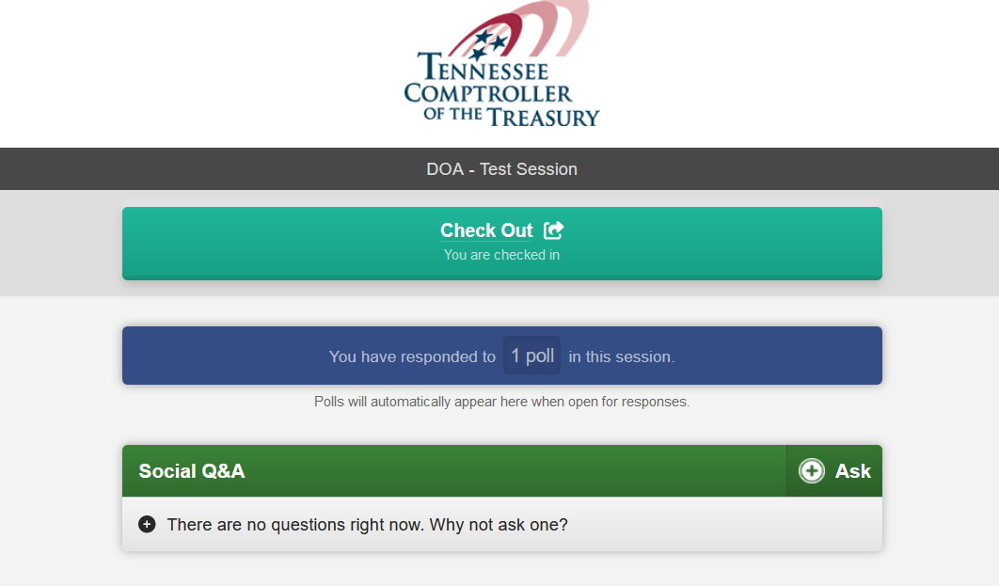 TENNESSEE
COMPTROLLER
OF THE TREASURY
DOA - Test Session
Check Out
You are checked in
You have responded to 1 poll in this session.
Polls will automatically appear here when open for responses.
Social Q&A
Ask
There are no questions right now. Why not ask one?